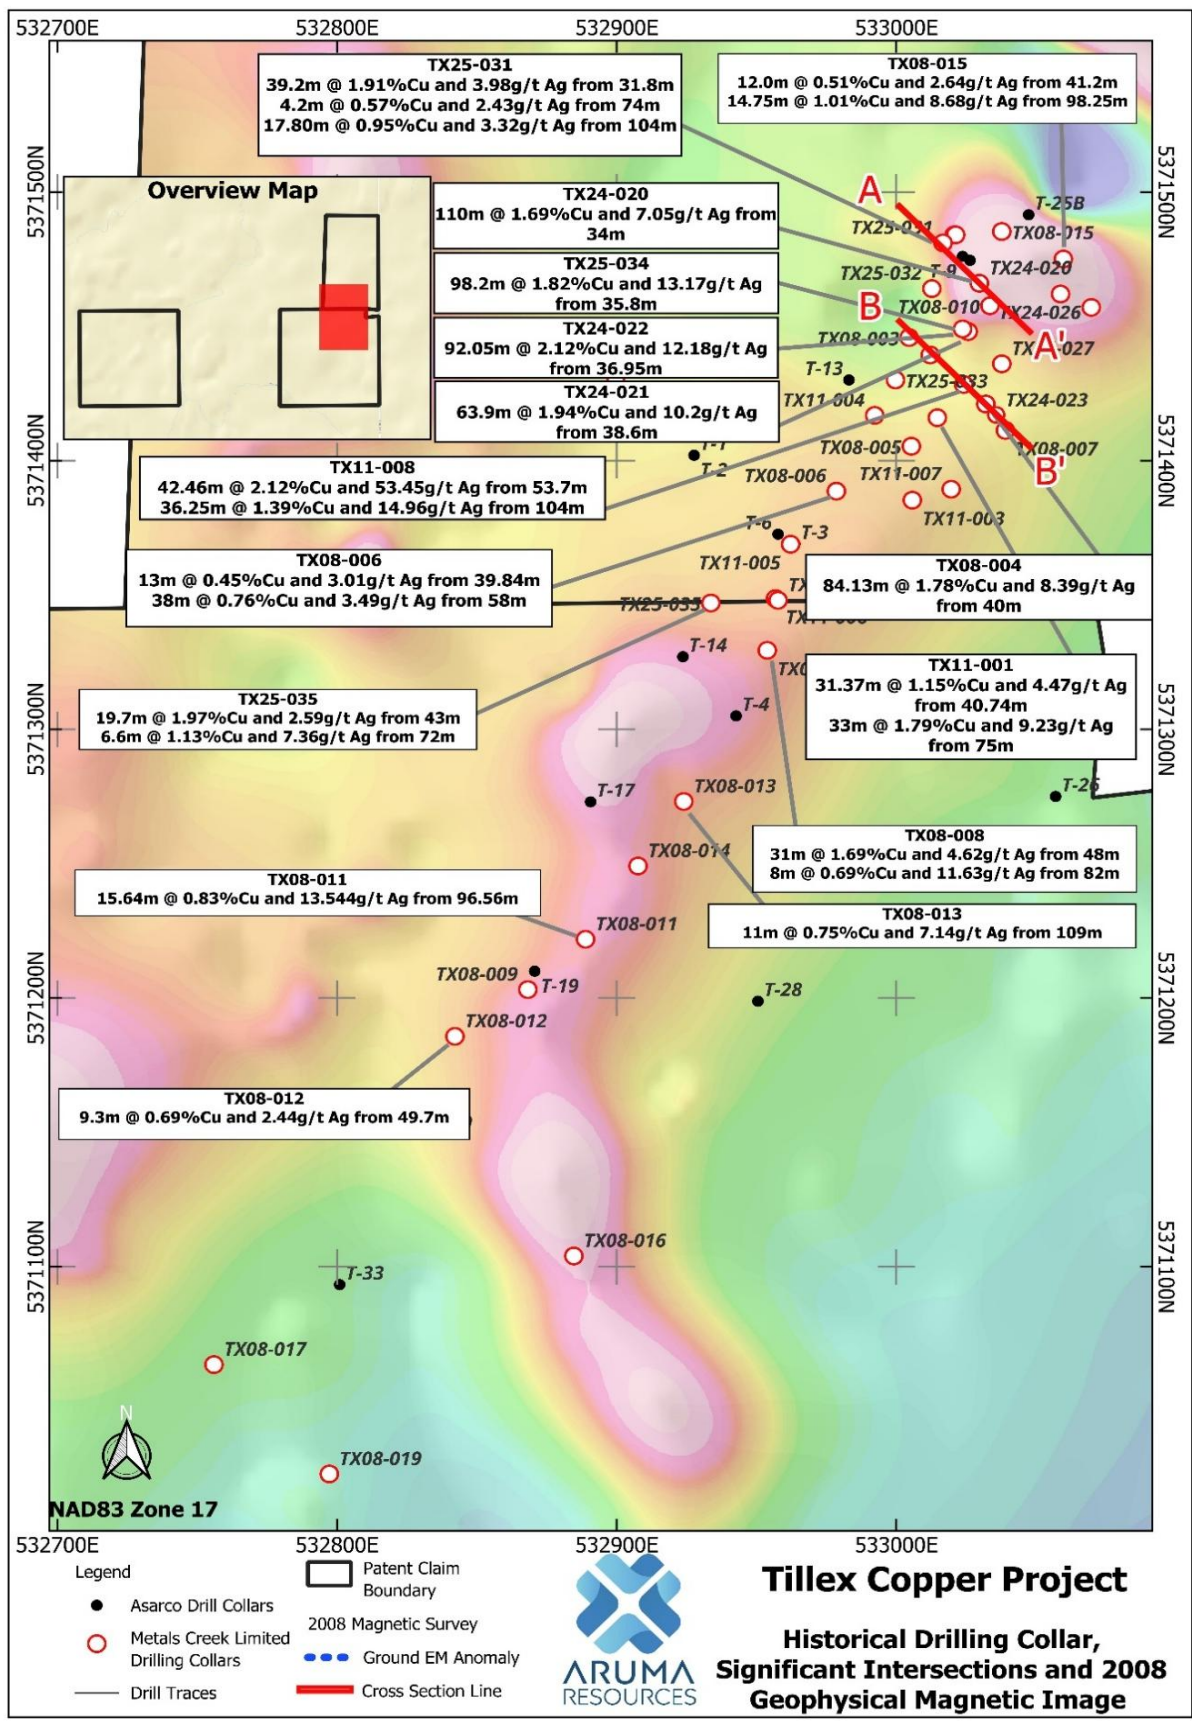 532700E
532800E
532900E
533000E
TX25-031
39.2m @ 1.91%Cu and 3.98g/t Ag from 31.8m
4.2m @ 0.57%Cu and 2.43g/t Ag from 74m
17.80m @ 0.95%Cu and 3.32g/t Ag from 104m
TX08-015
12.0m @ 0.51%Cu and 2.64g/t Ag from 41.2m
14.75m @ 1.01%Cu and 8.68g/t Ag from 98.25m
5371500N
5371500N
Overview Map
TX24-020
110m @ 1.69%Cu and 7.05g/t Ag from
34m
TX25-034
98.2m @ 1.82%Cu and 13.17g/t Ag
from 35.8m
TX24-022
92.05m @ 2.12%Cu and 12.18g/t Ag
from 36.95m
TX24-021
63.9m @ 1.94%Cu and 10.2g/t Ag
from 38.6m
A
T-25B
TX25-031
TX08-015
TX25-032
T-9
TX24-020
B
TX08-010
TX24-026
TX08-003
A'
T-13
TX25-033
TX11-004
TX24-023
TX08-005
TX08-007
B'
5371400N
5371400N
T-1
T-2
TX08-006
TX11-007
TX11-003
TX11-008
42.46m @ 2.12%Cu and 53.45g/t Ag from 53.7m
36.25m @ 1.39%Cu and 14.96g/t Ag from 104m
T-6
T-3
TX11-005
TX08-006
13m @ 0.45%Cu and 3.01g/t Ag from 39.84m
38m @ 0.76%Cu and 3.49g/t Ag from 58m
TX08-004
84.13m @ 1.78%Cu and 8.39g/t Ag
from 40m
TX25-035
T-14
TX11-001
31.37m @ 1.15%Cu and 4.47g/t Ag
from 40.74m
33m @ 1.79%Cu and 9.23g/t Ag
from 75m
TX25-035
19.7m @ 1.97%Cu and 2.59g/t Ag from 43m
6.6m @ 1.13%Cu and 7.36g/t Ag from 72m
T-4
5371300N
5371300N
T-17
TX08-013
T-26
TX08-014
TX08-008
31m @ 1.69%Cu and 4.62g/t Ag from 48m
8m @ 0.69%Cu and 11.63g/t Ag from 82m
TX08-011
15.64m @ 0.83%Cu and 13.544g/t Ag from 96.56m
TX08-013
11m @ 0.75%Cu and 7.14g/t Ag from 109m
TX08-011
TX08-009
T-19
T-28
5371200N
5371200N
TX08-012
TX08-012
9.3m @ 0.69%Cu and 2.44g/t Ag from 49.7m
TX08-016
5371100N
5371100N
T-33
TX08-017
TX08-019
N
NAD83 Zone 17
532700E
532800E
532900E
533000E
Legend
Asarco Drill Collars
Metals Creek Limited
Drilling Collars
Drill Traces
Patent Claim
Boundary
2008 Magnetic Survey
Ground EM Anomaly
Cross Section Line
ARUMA
RESOURCES
Tillex Copper Project
Historical Drilling Collar,
Significant Intersections and 2008
Geophysical Magnetic Image